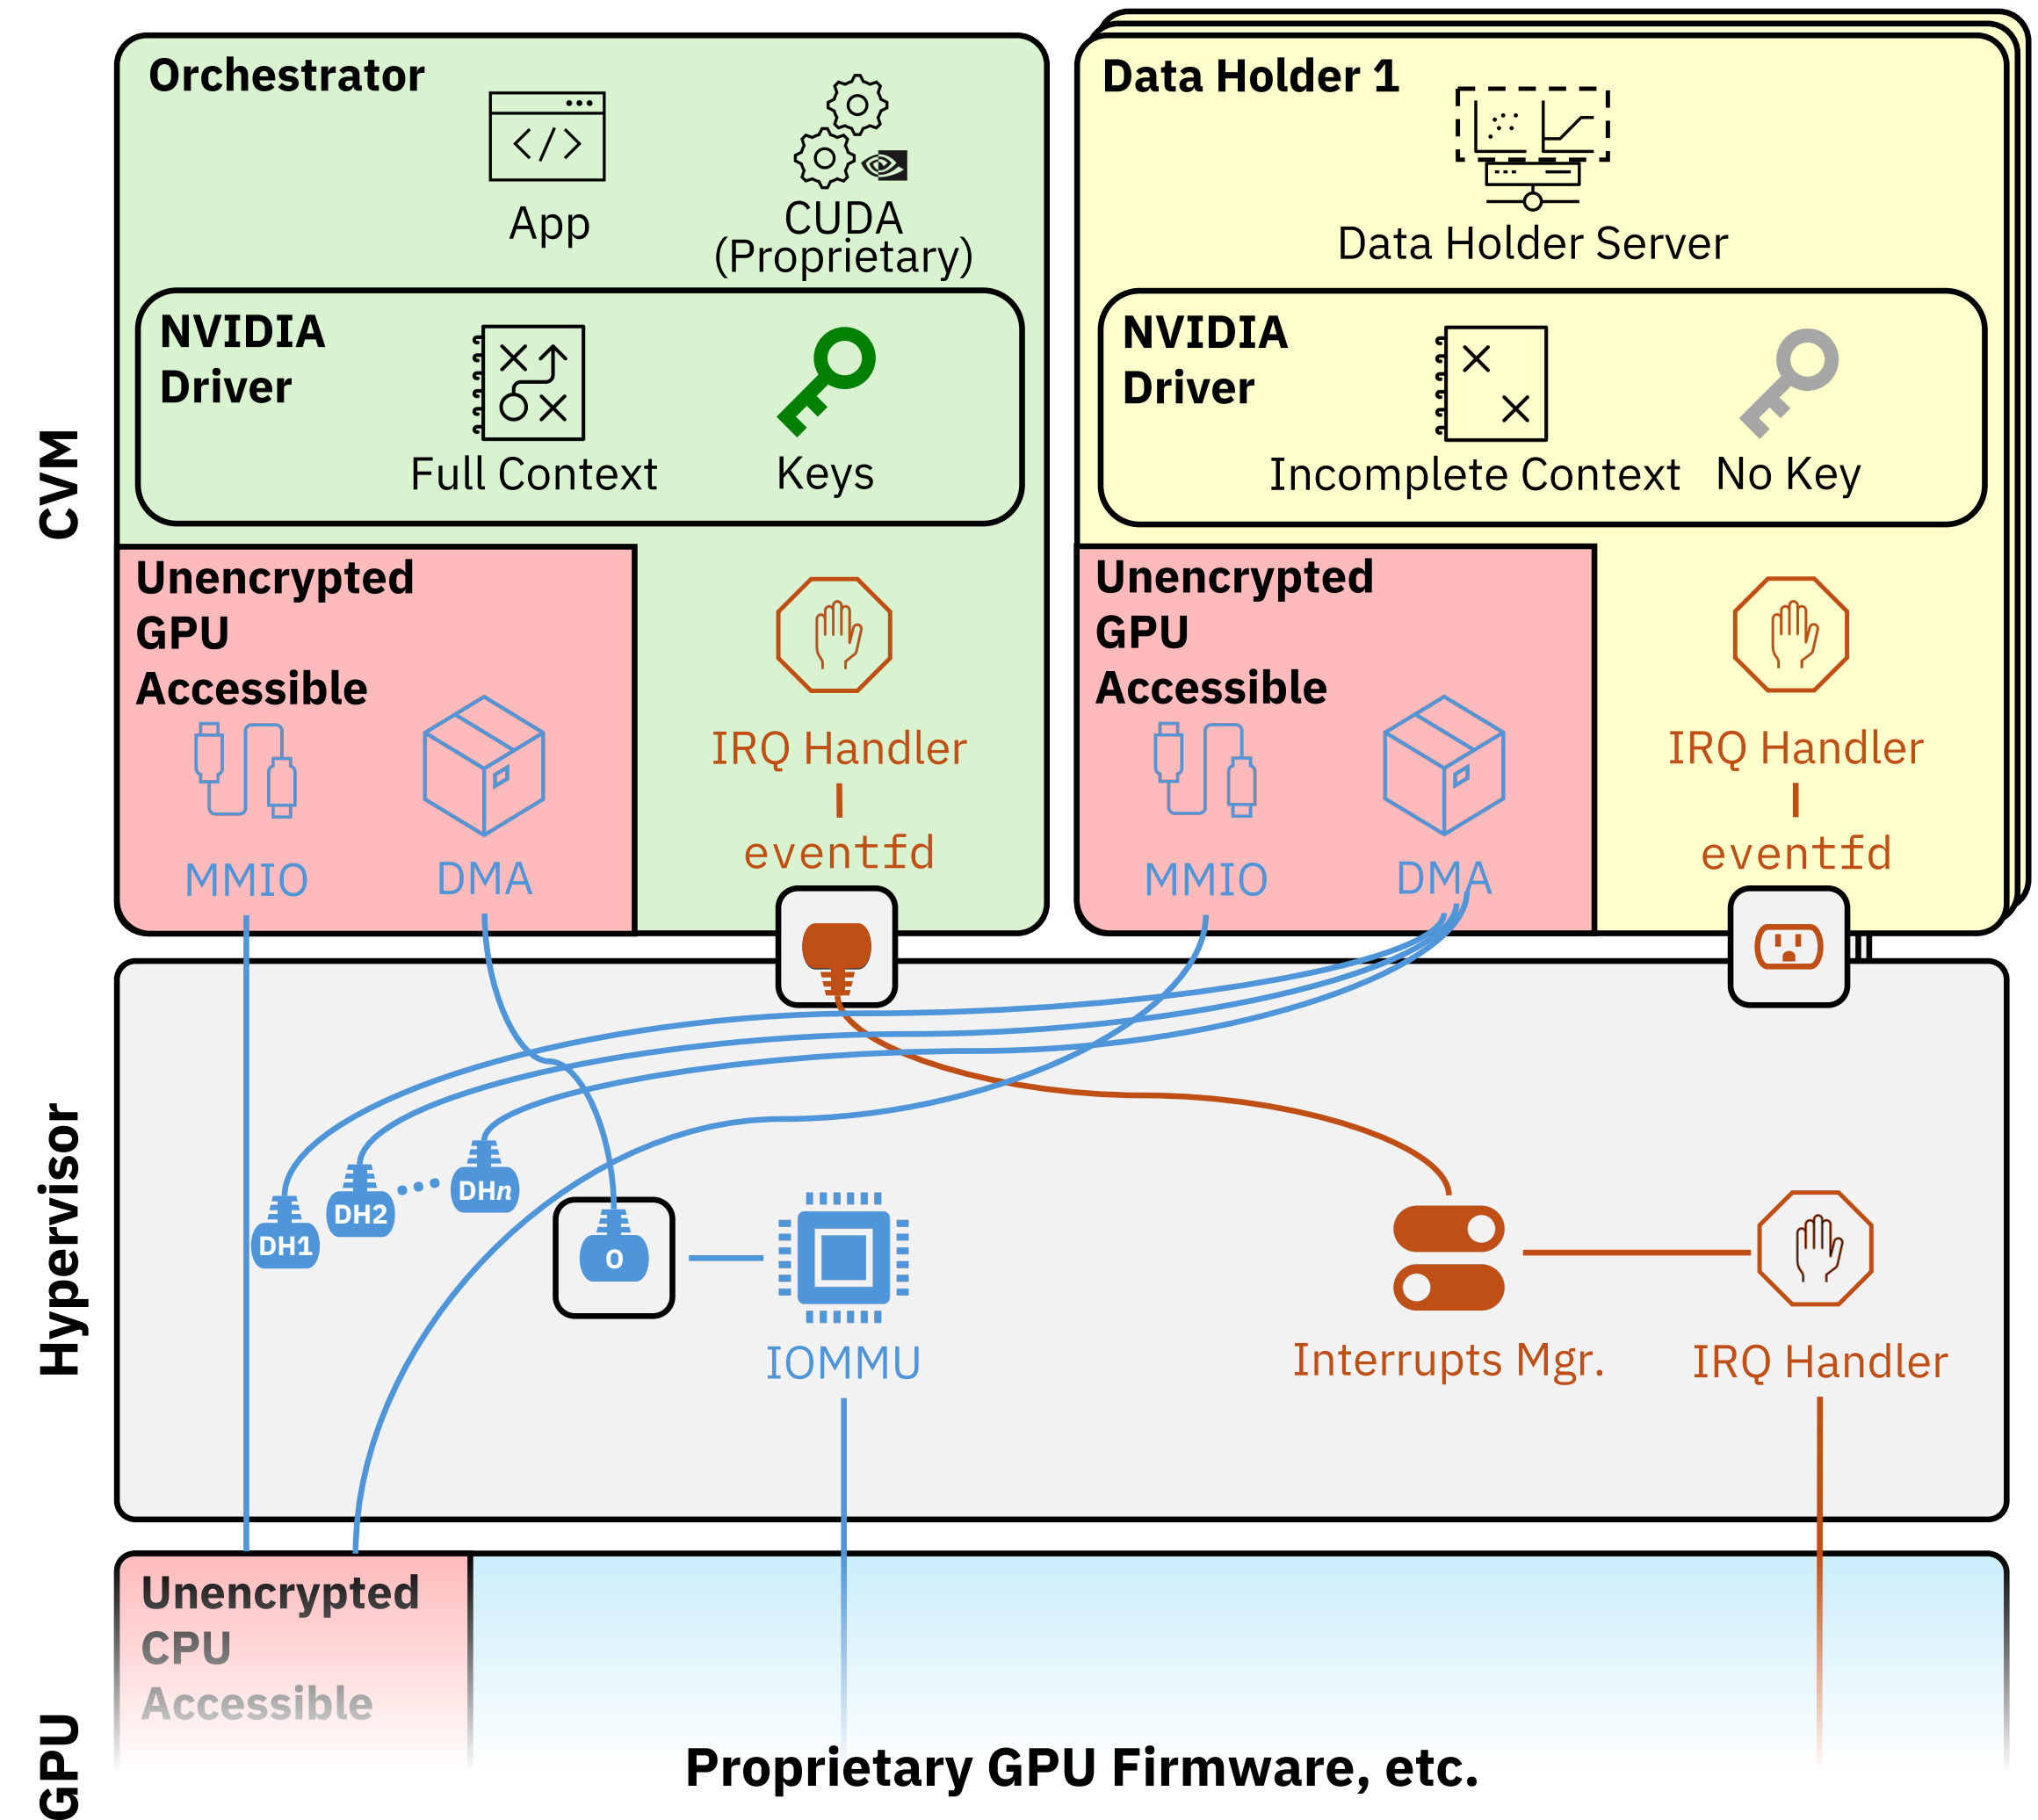 CVM
Orchestrator
App
CUDA
(Proprietary)
NVIDIA
Driver
Full Context
Keys
Unencrypted
GPU
Accessible
MMIO
DMA
IRQ Handler
eventfd
Data Holder 1
Data Holder Server
NVIDIA
Driver
Incomplete Context
No Key
Unencrypted
GPU
Accessible
MMIO
DMA
IRQ Handler
eventfd
Hypervisor
DH1
DH2
DHn
O
IOMMU
Interrupts Mgr.
IRQ Handler
GPU
Unencrypted
CPU
Accessible
Proprietary GPU Firmware, etc.